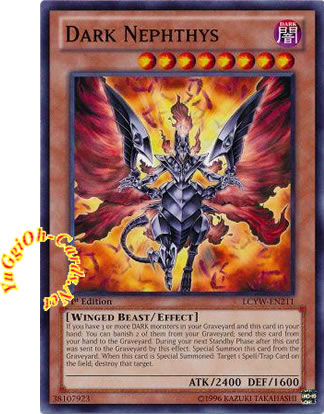 DARK NEPHTHYS
DARK
闇
YuGgiOh-Cards.Net
1st Edition
LCYW-EN211
[WINGED BEAST/EFFECT]
If you have 3 or more DARK monsters in your Graveyard and this card in your
hand: You can banish 2 of them from your Graveyard; send this card from
your hand to the Graveyard. During your next Standby Phase after this card
was sent to the Graveyard by this effect: Special Summon this card from the
Graveyard. When this card is Special Summoned: Target 1 Spell/Trap Card on
the field; destroy that target.
ATK/2400 DEF/1600
38107923
©1996 KAZUKI TAKAHASHI